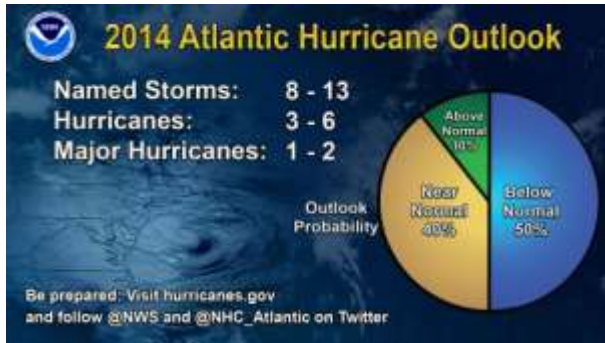 2014 Atlantic Hurricane Outlook
Named Storms: 8 - 13
Hurricanes: 3 - 6
Major Hurricanes: 1 - 2
Above
Normal
10%
Near
Normal
40%
Below
Normal
50%
Outlook
Probability
Be prepared: Visit hurricanes.gov
and follow @NWS and @NHC_Atlantic on Twitter